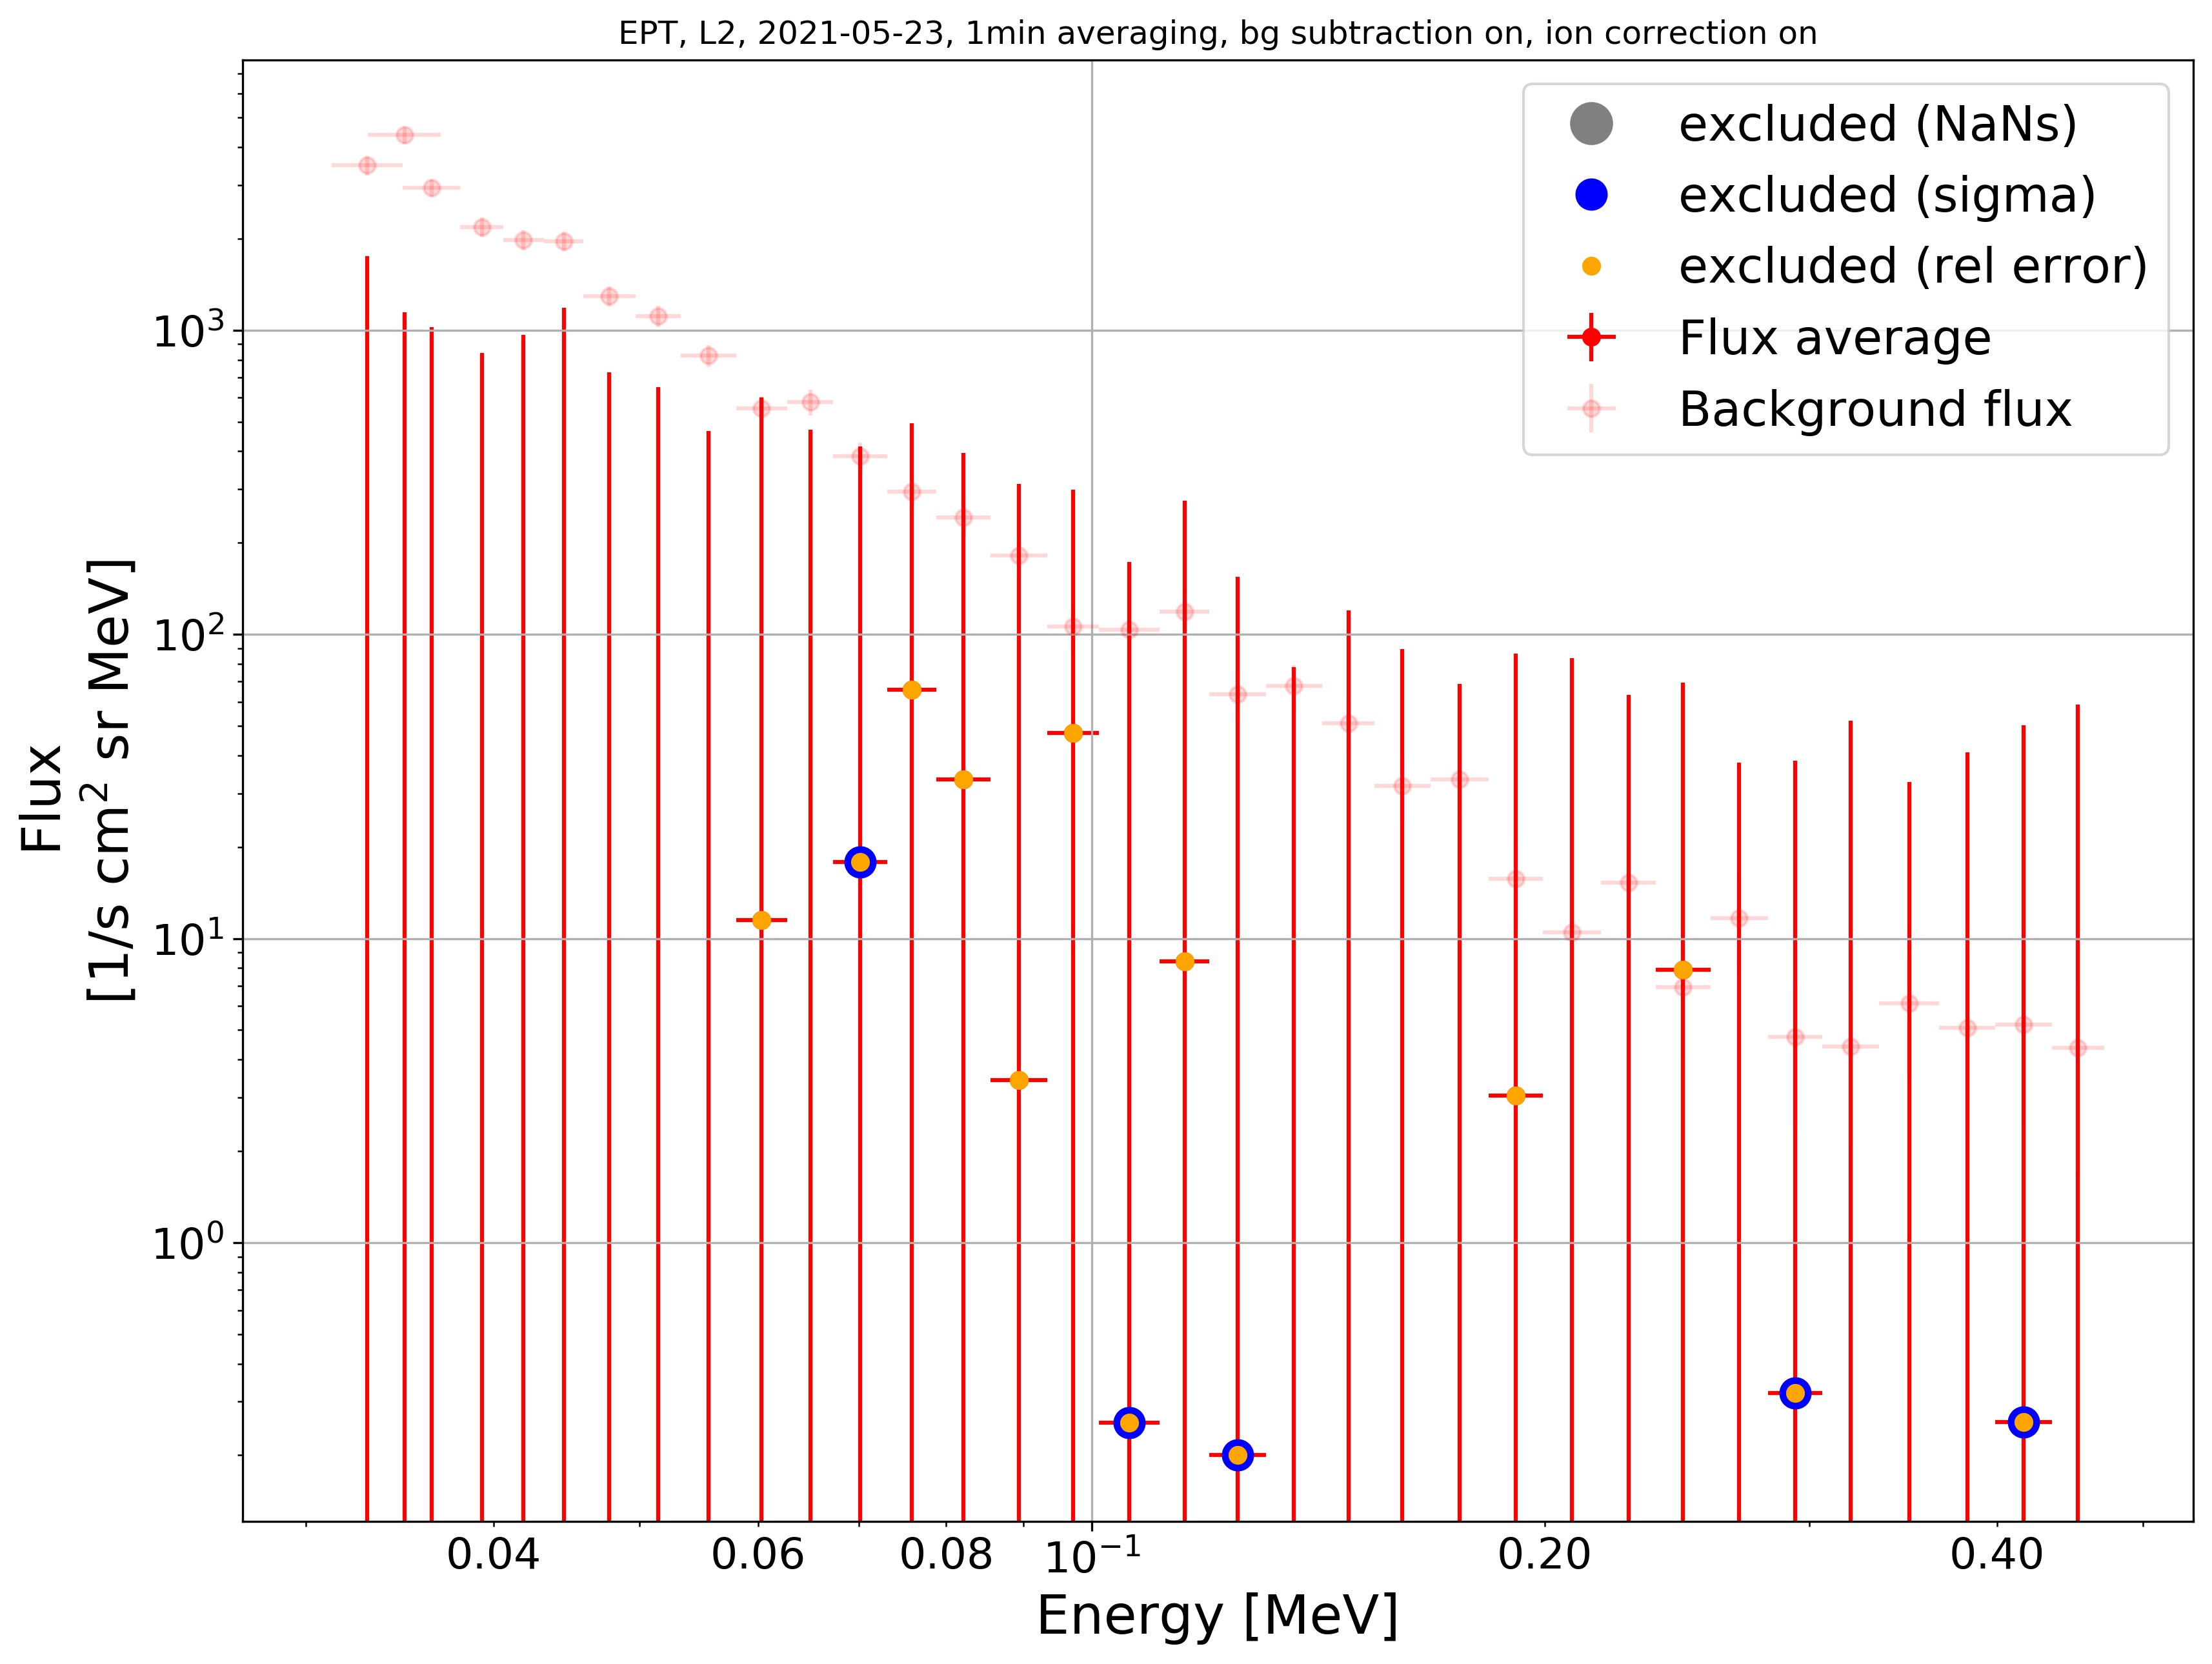 EPT, L2, 2021-05-23, 1min averaging, bg subtraction on, ion correction on
excluded (NaNs)
excluded (sigma)
excluded (rel error)
Flux average
Background flux
10³
10²
10¹
10⁰
Flux
[1/s cm² sr MeV]
0.04
0.06
0.08
10⁻¹
0.20
0.40
Energy [MeV]